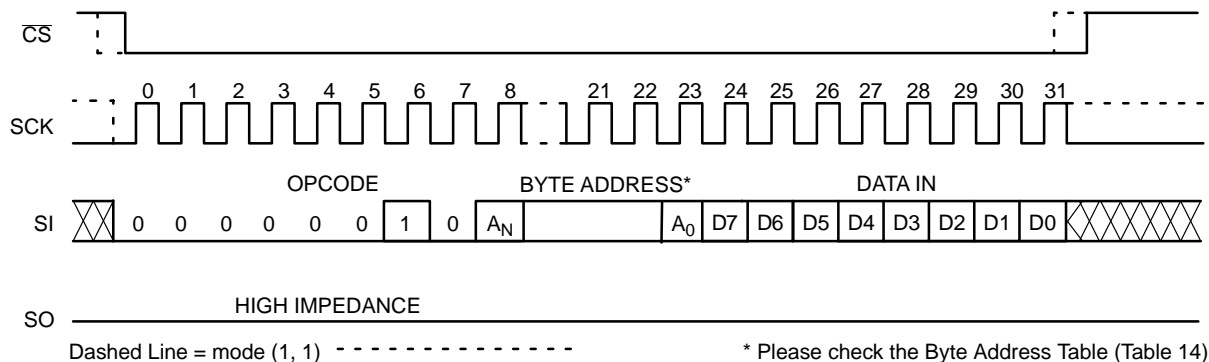 CS
0 1 2 3 4 5 6 7 8 21 22 23 24 25 26 27 28 29 30 31
SCK
OPCODE BYTE ADDRESS* DATA IN
SI 0 0 0 0 0 0 1 0 AN A0 D7 D6 D5 D4 D3 D2 D1 D0
HIGH IMPEDANCE
SO
Dashed Line = mode (1, 1) * Please check the Byte Address Table (Table 14)